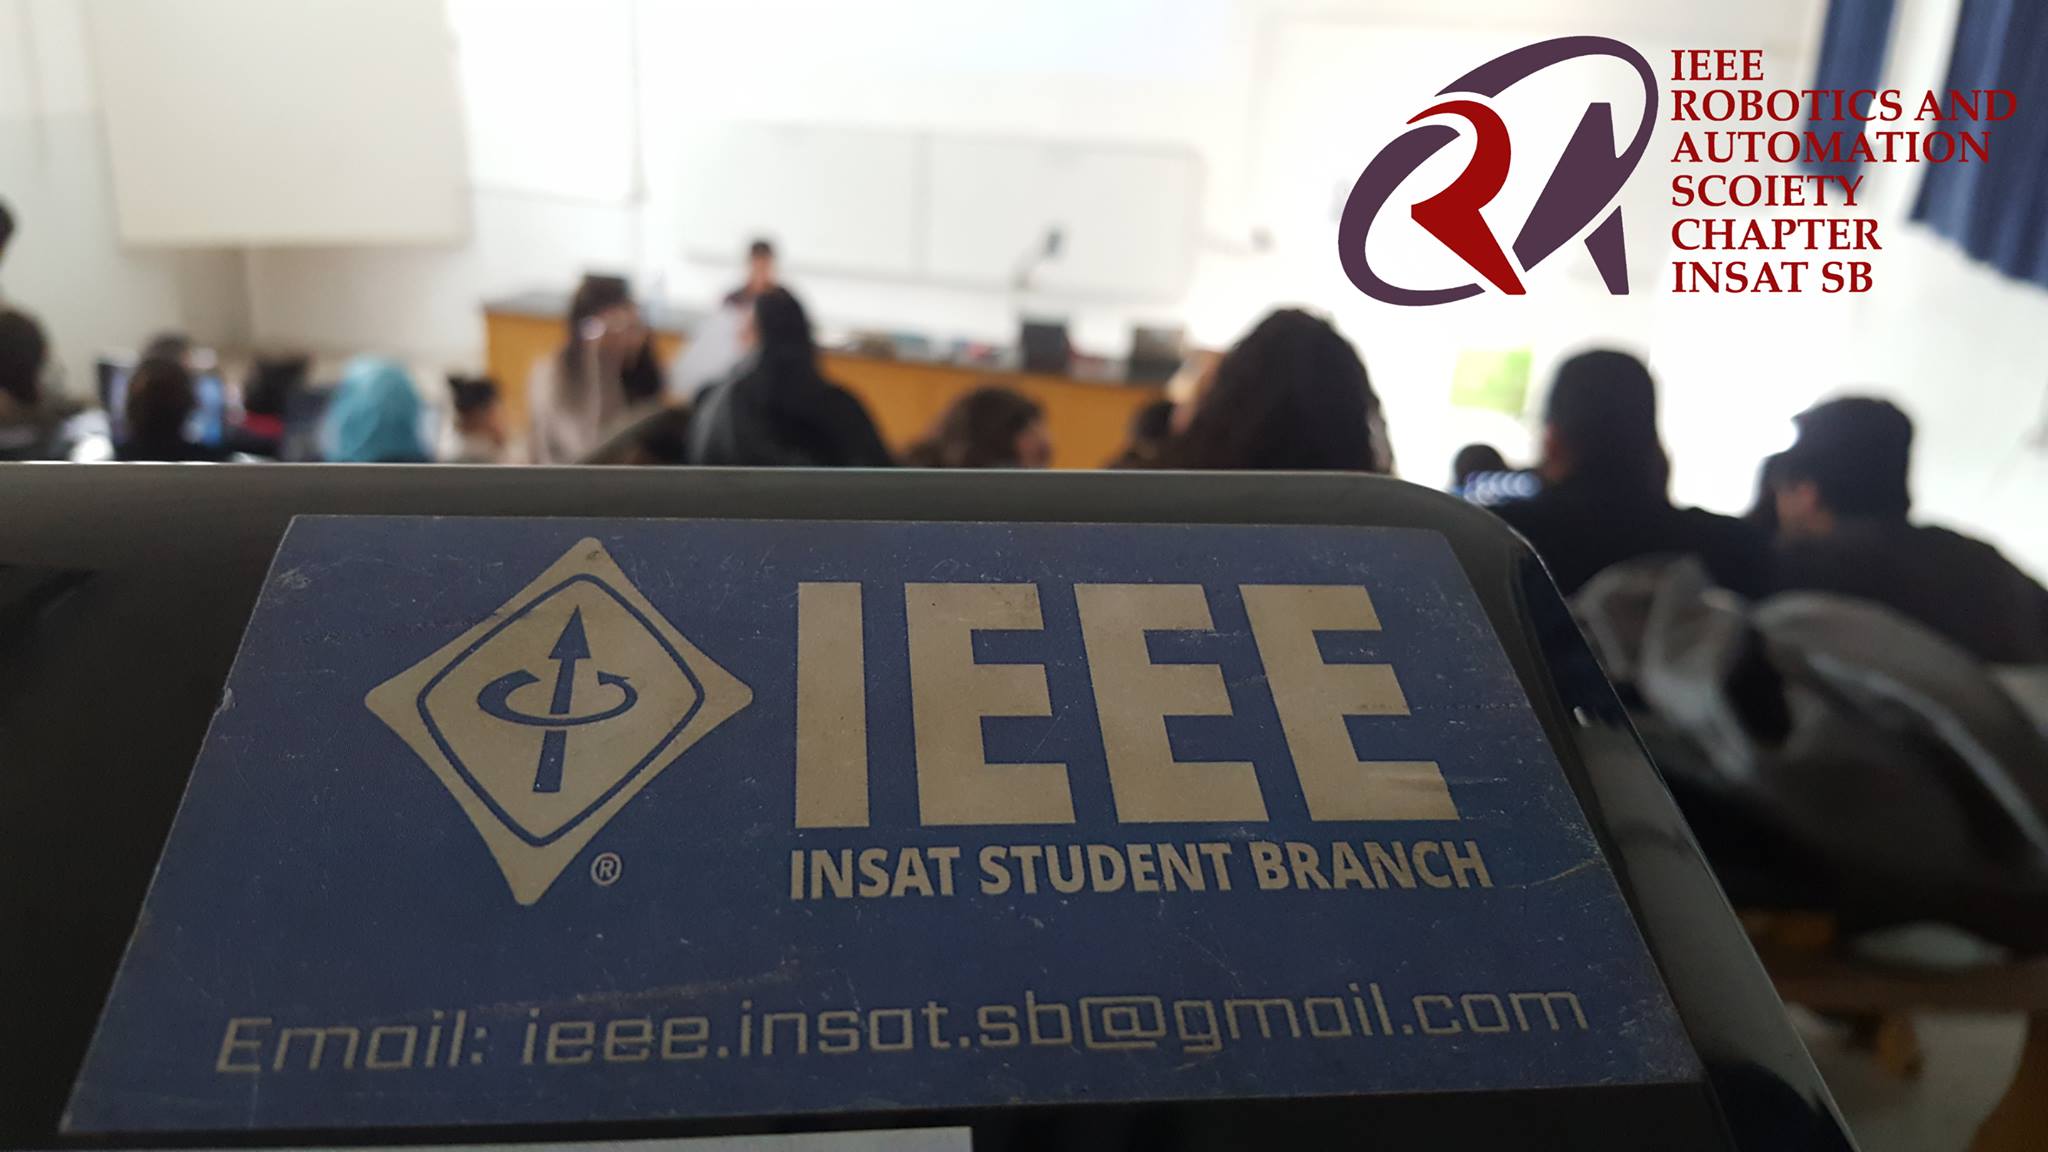 IEEE
ROBOTICS AND
AUTOMATION
SCOIETY
CHAPTER
INSAT SB
IEEE
®
INSAT STUDENT BRANCH
Email: ieee.insat.sb@gmail.com